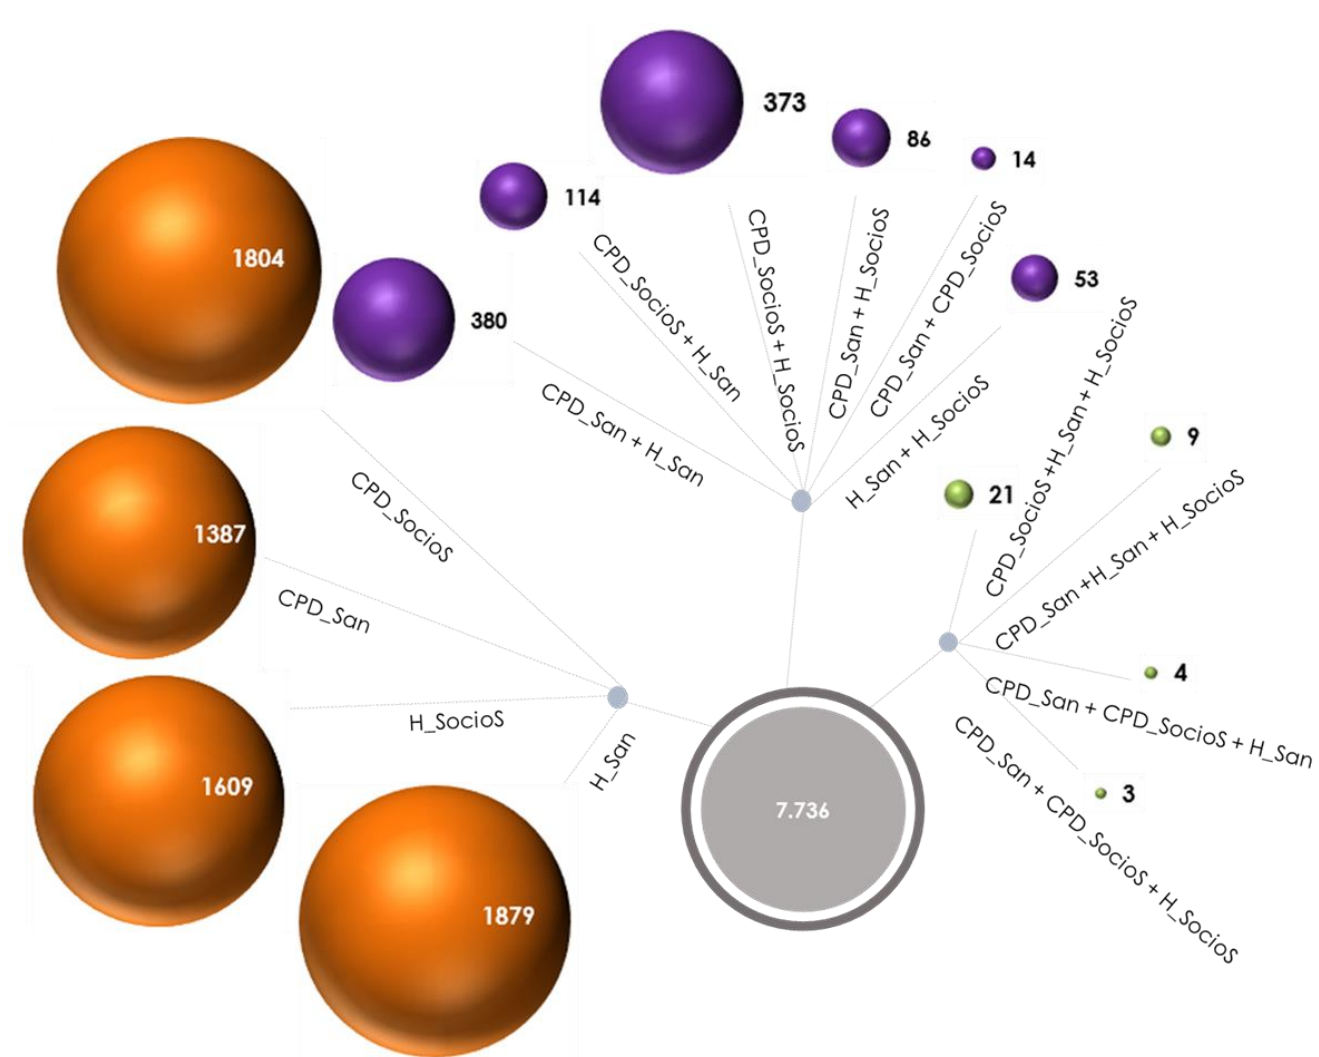 373
86
14
114
53
1804
380
CPD_SocioS + H_San
CPD_SocioS + H_SocioS
CPD_San + H_SocioS
CPD_San + CPD_SocioS
CPD_San + H_San
H_San + H_SocioS
CPD_SocioS +H_San + H_SocioS
9
21
1387
CPD_SocioS
CPD_San
CPD_San +H_San + H_SocioS
4
CPD_San + CPD_SocioS + H_San
H_SocioS
H_San
1609
7.736
3
CPD_San + CPD_SocioS + H_SocioS
1879